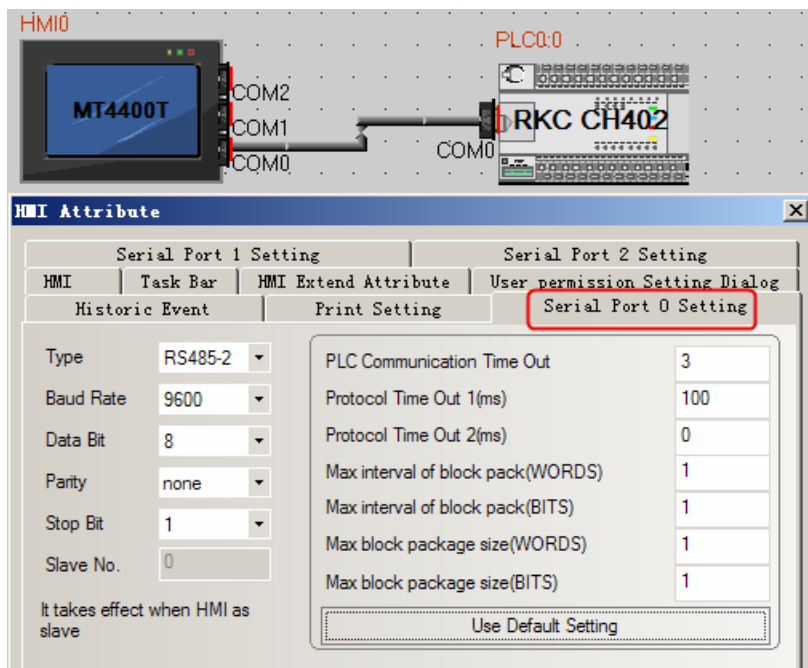 HMI0
PLC0:0
MT4400T
COM2
COM1
COM0
COM0
RKC CH402
HMI Attribute
Serial Port 1 Setting
Serial Port 2 Setting
HMI
Task Bar
HMI Extend Attribute
User permission Setting Dialog
Historic Event
Print Setting
Serial Port 0 Setting
Type
RS485-2
Baud Rate
9600
Data Bit
8
Parity
none
Stop Bit
1
Slave No.
0
It takes effect when HMI as
slave
PLC Communication Time Out
3
Protocol Time Out 1(ms)
100
Protocol Time Out 2(ms)
0
Max interval of block pack(WORDS)
1
Max interval of block pack(BITS)
1
Max block package size(WORDS)
1
Max block package size(BITS)
1
Use Default Setting